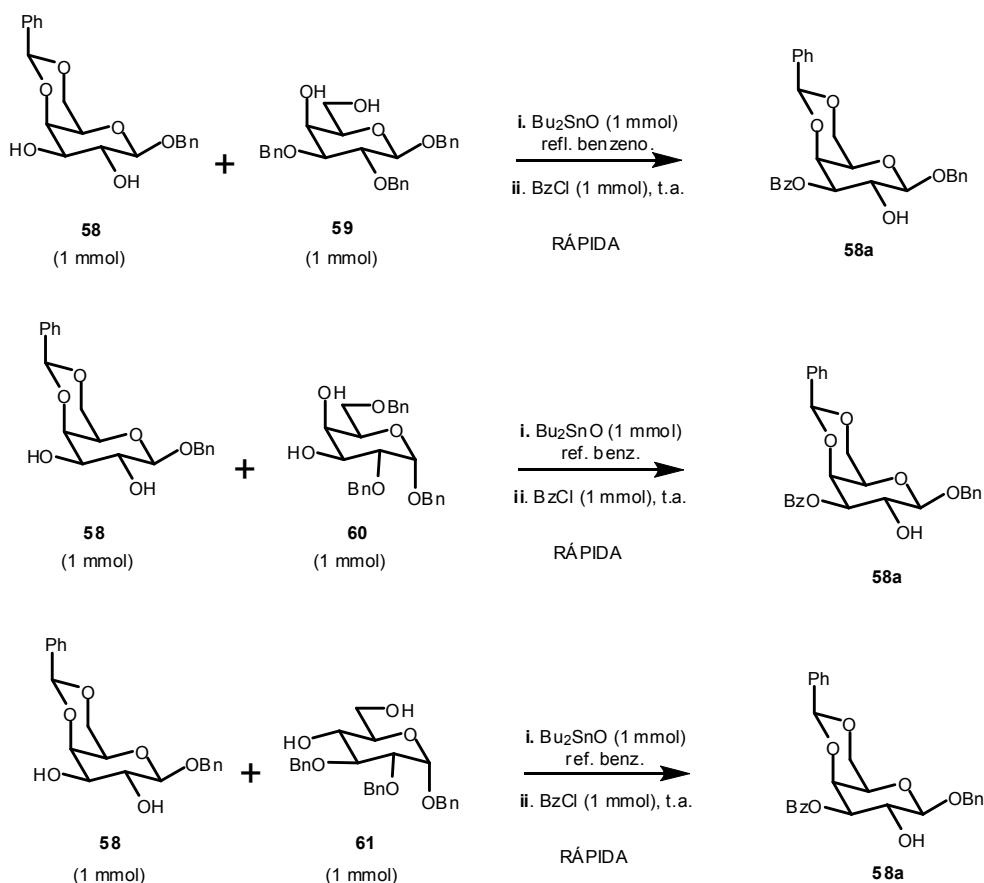 Ph
O
O
O
OBn
HO
OH
58
(1 mmol)
+
OH
OH
O
BnO
OBn
OBn
59
(1 mmol)
i. Bu2SnO (1 mmol)
refl. benzeno.
ii. BzCl (1 mmol), t.a.
RÁPIDA
Ph
O
O
O
OBn
BzO
OH
58a
Ph
O
O
O
OBn
HO
OH
58
(1 mmol)
+
OH
OBn
O
HO
BnO
OBn
60
(1 mmol)
i. Bu2SnO (1 mmol)
ref. benz.
ii. BzCl (1 mmol), t.a.
RÁPIDA
Ph
O
O
O
OBn
BzO
OH
58a
Ph
O
O
O
OBn
HO
OH
58
(1 mmol)
+
OH
O
HO
BnO
BnO
OBn
61
(1 mmol)
i. Bu2SnO (1 mmol)
ref. benz.
ii. BzCl (1 mmol), t.a.
RÁPIDA
Ph
O
O
O
OBn
BzO
OH
58a